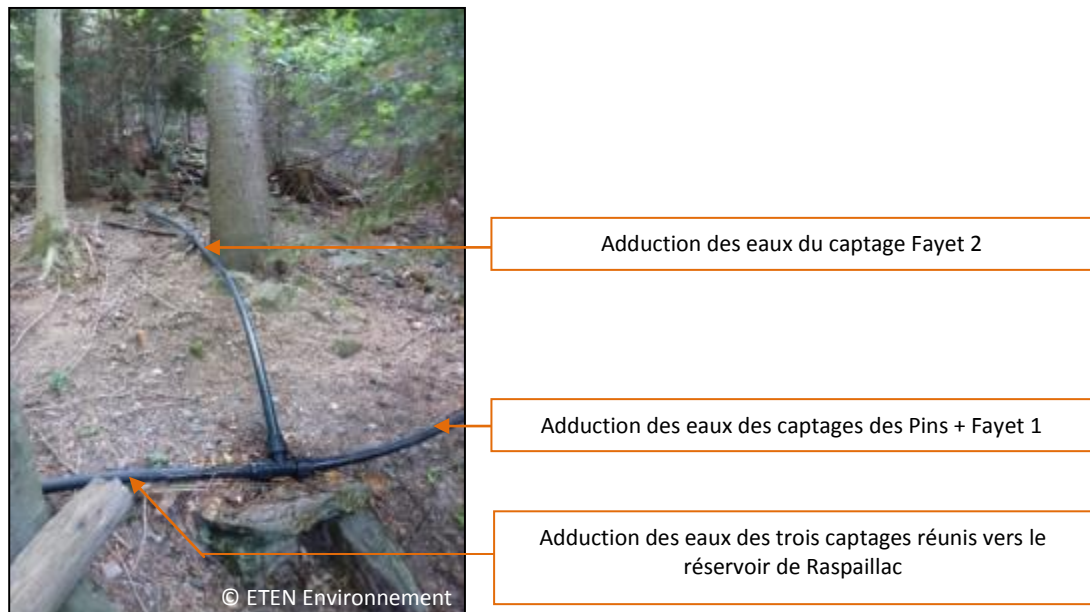 Adduction des eaux du captage Fayet 2
Adduction des eaux des captages des Pins + Fayet 1
Adduction des eaux des trois captages réunis vers le
réservoir de Raspaillac
© ETEN Environnement